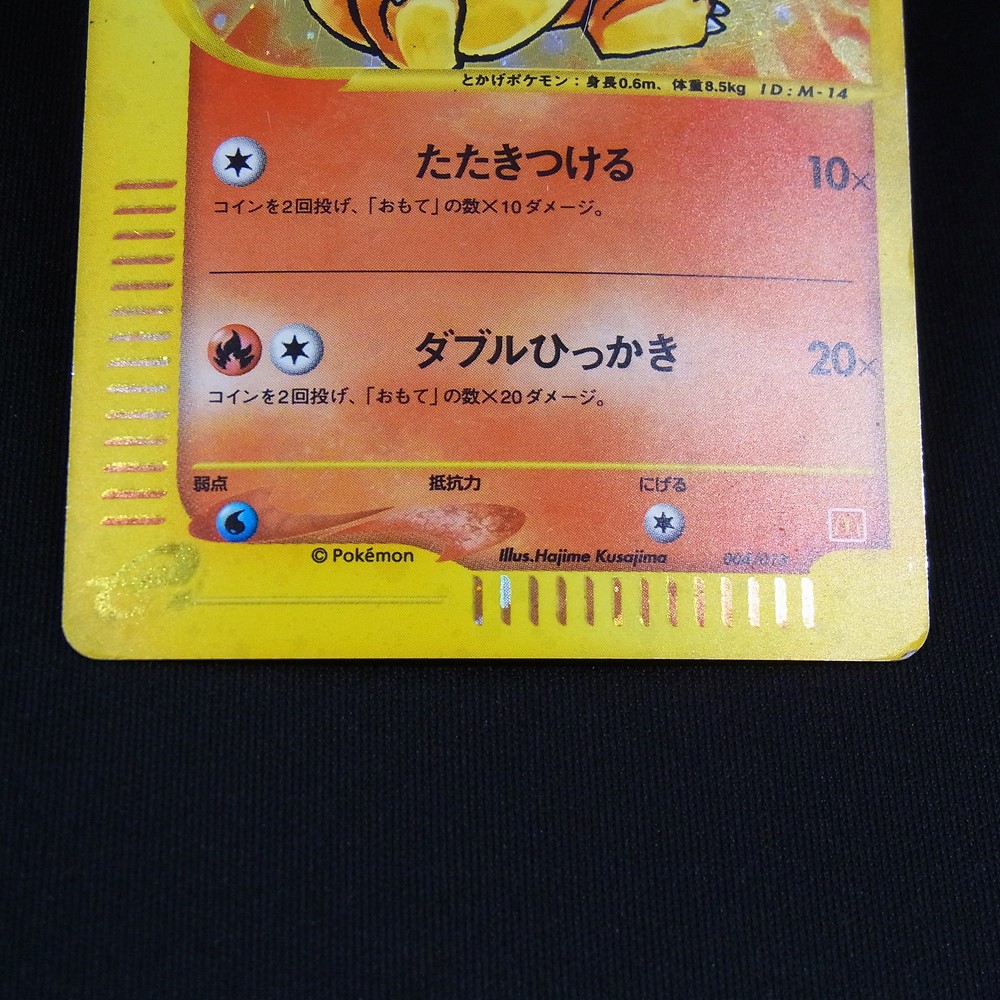 とかげポケモン：身長0.6m、体重8.5kg ID:M-14
たたきつける 10×
コインを2回投げ、「おもて」の数×10ダメージ。
ダブルひっかき 20×
コインを2回投げ、「おもて」の数×20ダメージ。
弱点 抵抗力 にげる
© Pokémon Illus.Hajime Kusajima 004/018